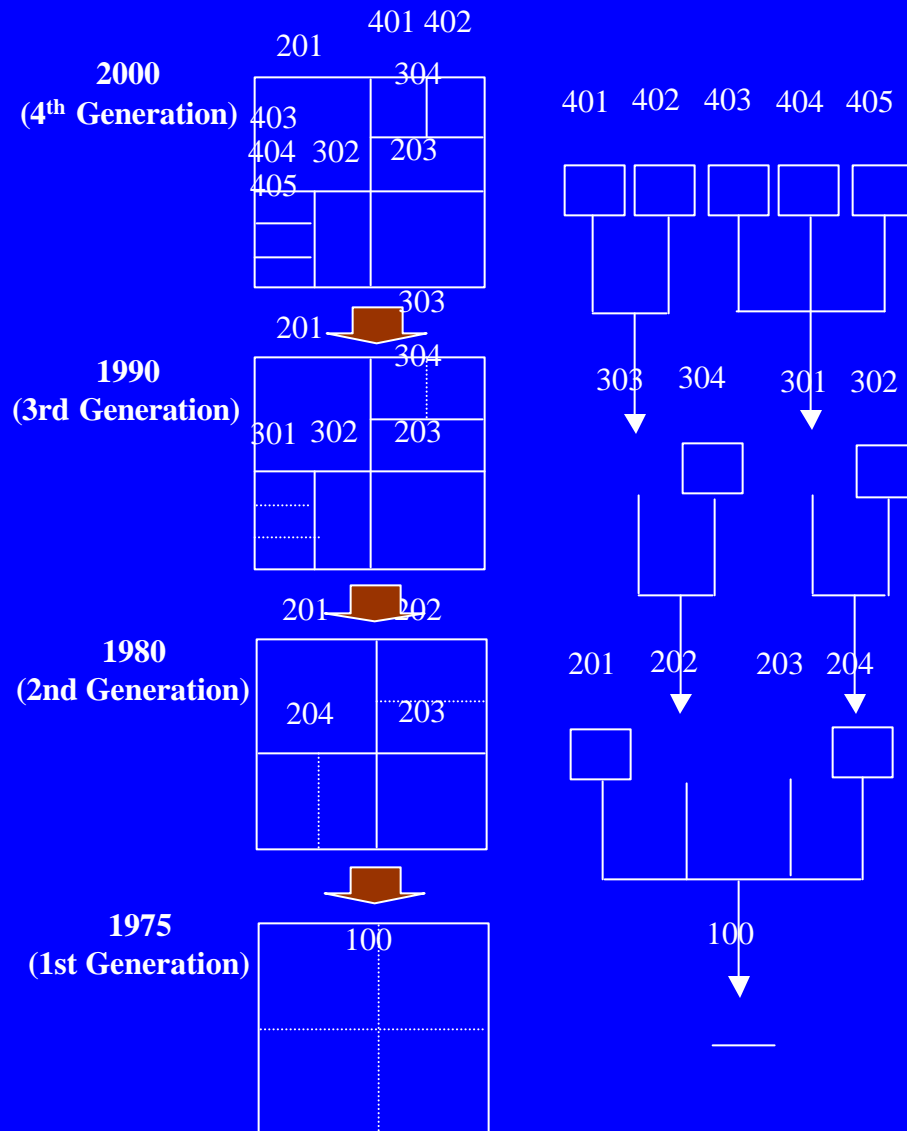 401 402
201
2000
(4th Generation)
304
403
404 302 203
405
401 402 403 404 405
303
201
304
1990
(3rd Generation)
301 302 203
303 304 301 302
201 202
1980
(2nd Generation)
204 203
201 202 203 204
1975
(1st Generation)
100
100